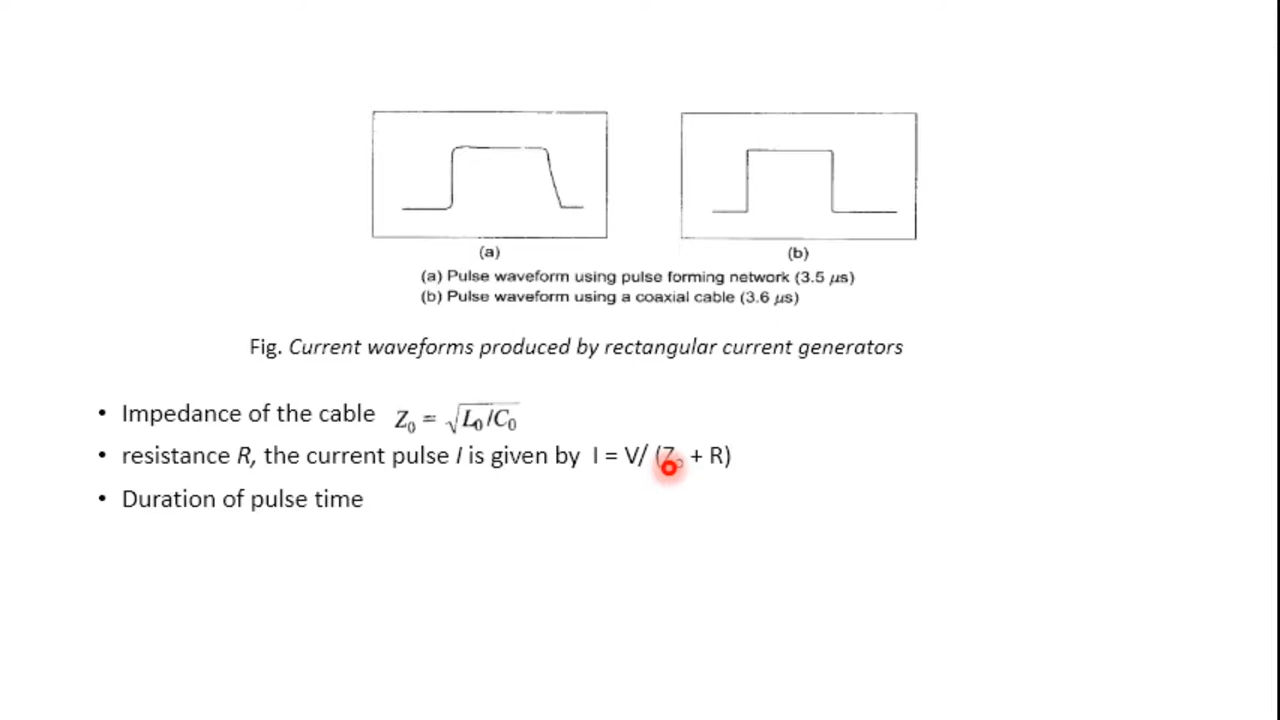 (a)
(b)
(a) Pulse waveform using pulse forming network (3.5 μs)
(b) Pulse waveform using a coaxial cable (3.6 μs)
Fig. Current waveforms produced by rectangular current generators
• Impedance of the cable Z₀ = √L₀/C₀
• resistance R, the current pulse I is given by I = V/ (Z₀ + R)
• Duration of pulse time